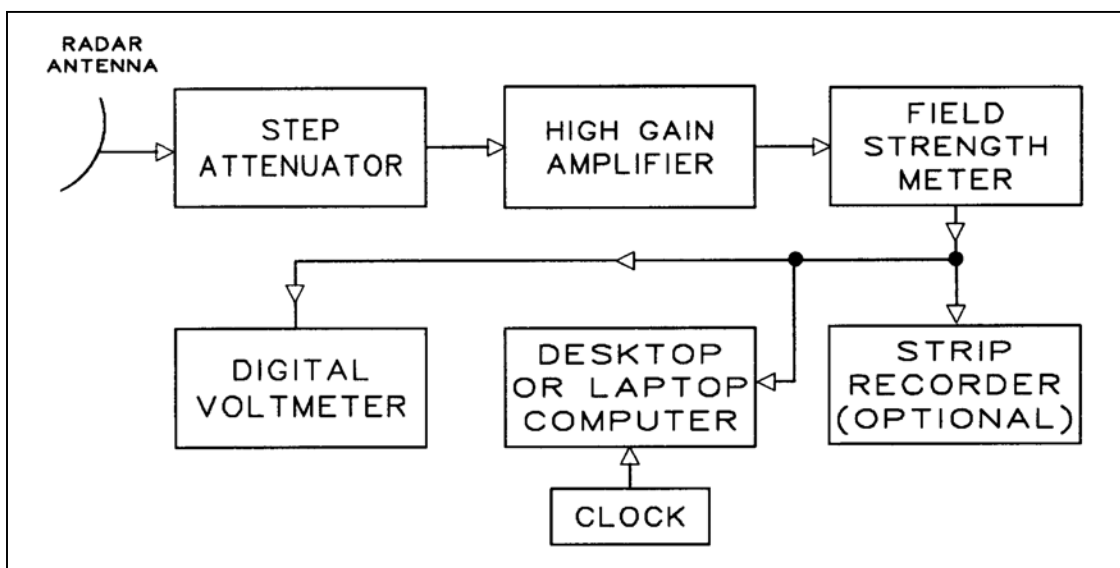 RADAR
ANTENNA
STEP
ATTENUATOR
HIGH GAIN
AMPLIFIER
FIELD
STRENGTH
METER
DIGITAL
VOLTMETER
DESKTOP
OR LAPTOP
COMPUTER
STRIP
RECORDER
(OPTIONAL)
CLOCK